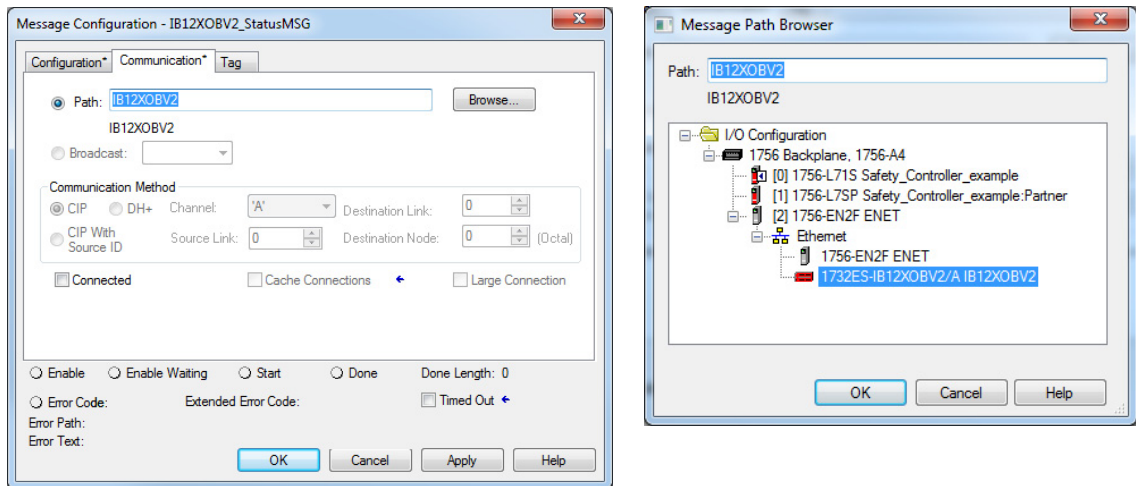 Message Configuration - IB12XOBV2_StatusMSG
Configuration* Communication* Tag
Path: IB12XOBV2 Browse...
IB12XOBV2
Broadcast:
Communication Method
CIP DH+ Channel: 'A' Destination Link: 0
CIP With Source ID Source Link: 0 Destination Node: 0 (Octal)
Connected Cache Connections Large Connection
Enable Enable Waiting Start Done Done Length: 0
Error Code: Extended Error Code: Timed Out
Error Path:
Error Text:
OK Cancel Apply Help
Message Path Browser
Path: IB12XOBV2
IB12XOBV2
I/O Configuration
1756 Backplane, 1756-A4
[0] 1756-L71S Safety_Controller_example
[1] 1756-L7SP Safety_Controller_example:Partner
[2] 1756-EN2F ENET
Ethernet
1756-EN2F ENET
1732ES-IB12XOBV2/A IB12XOBV2
OK Cancel Help